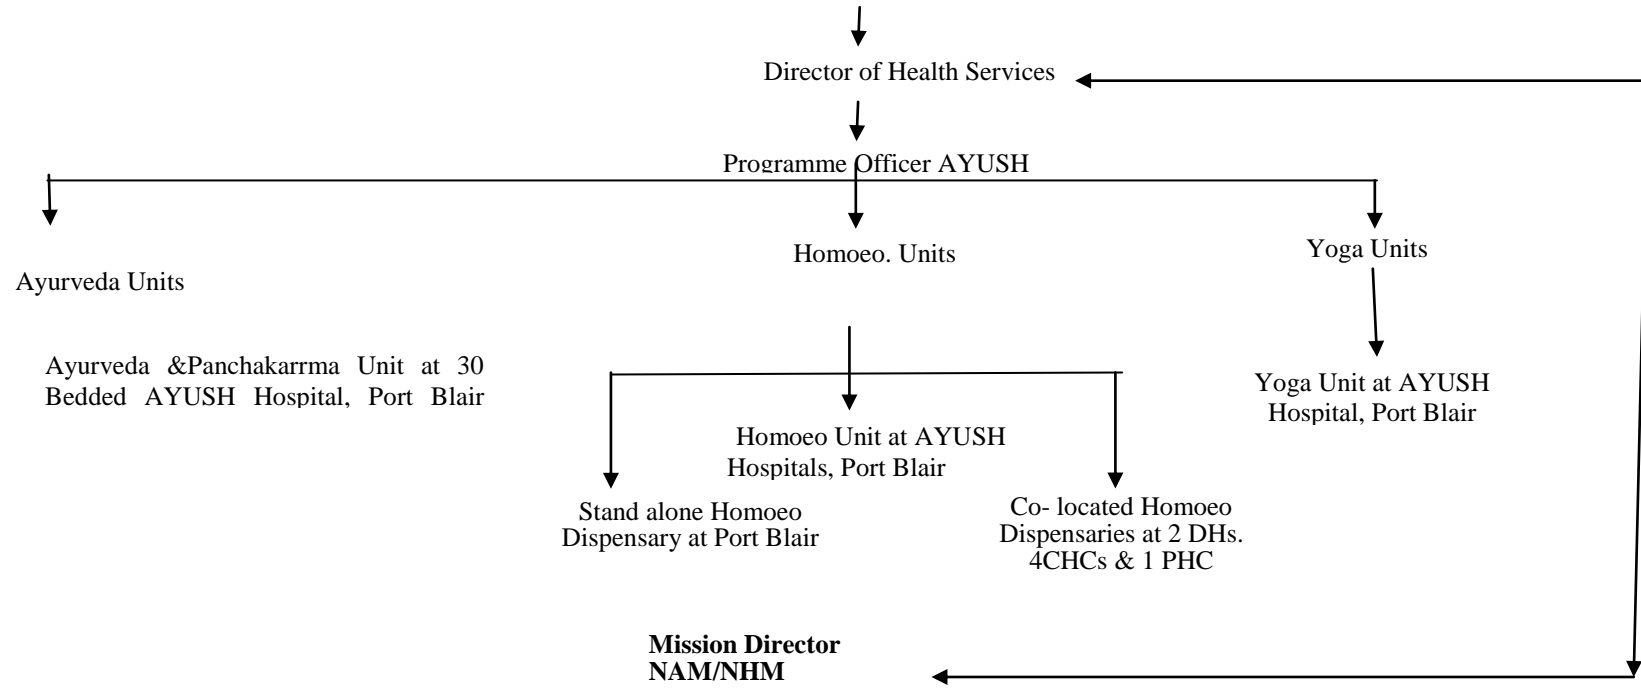 Director of Health Services
Programme Officer AYUSH
Ayurveda Units
Homoeo. Units
Yoga Units
Ayurveda &Panchakarrma Unit at 30
Bedded AYUSH Hospital, Port Blair
Yoga Unit at AYUSH
Hospital, Port Blair
Homoeo Unit at AYUSH
Hospitals, Port Blair
Stand alone Homoeo
Dispensary at Port Blair
Co- located Homoeo
Dispensaries at 2 DHs.
4CHCs & 1 PHC
Mission Director
NAM/NHM